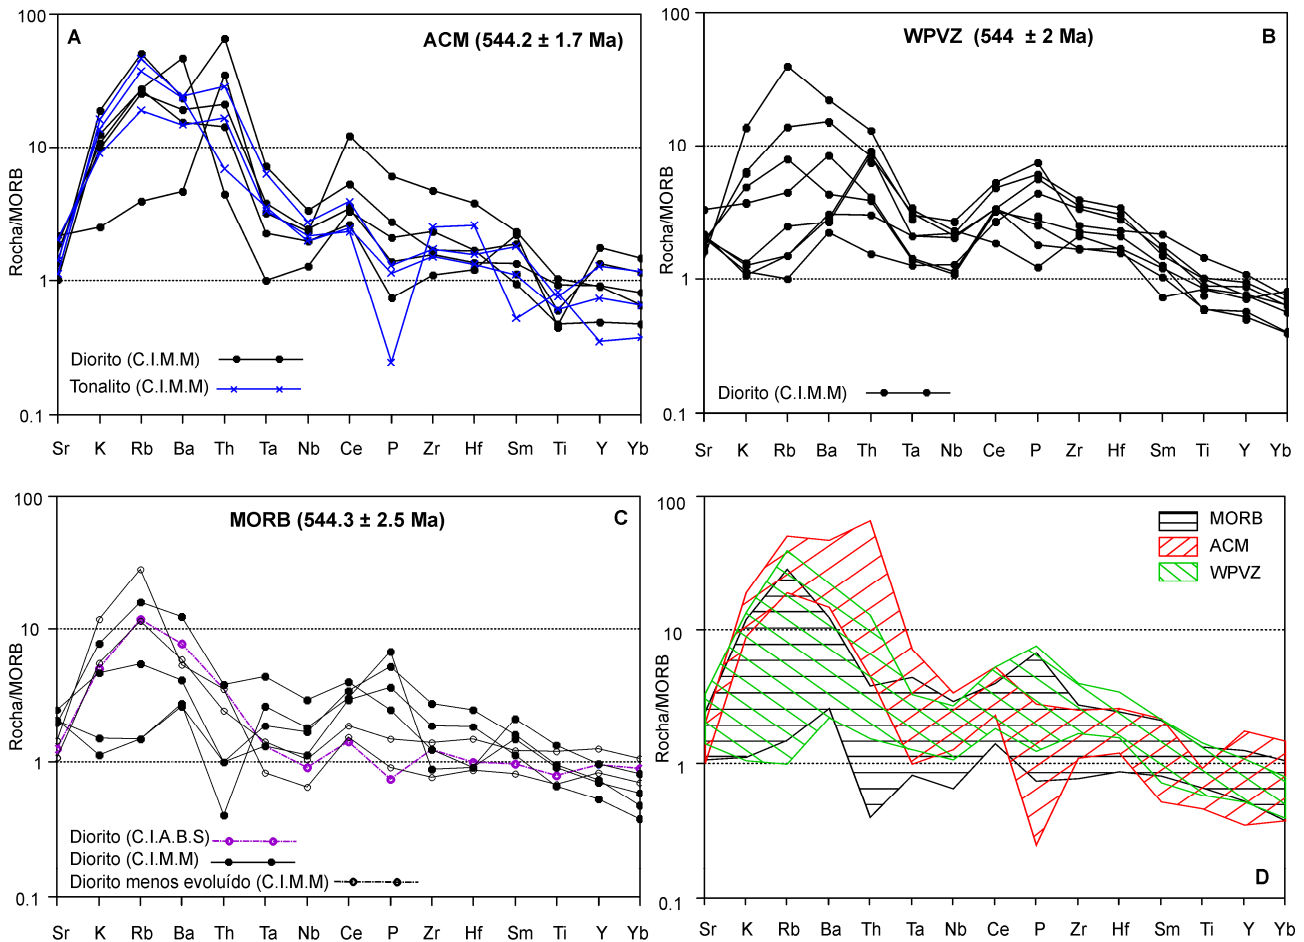 A
ACM (544.2 ± 1.7 Ma)
Rocha/MORB
100
10
1
0.1
Diorito (C.I.M.M)
Tonalito (C.I.M.M)
Sr K Rb Ba Th Ta Nb Ce P Zr Hf Sm Ti Y Yb
WPVZ (544 ± 2 Ma)
B
Rocha/MORB
100
10
1
0.1
Diorito (C.I.M.M)
Sr K Rb Ba Th Ta Nb Ce P Zr Hf Sm Ti Y Yb
MORB (544.3 ± 2.5 Ma)
C
Rocha/MORB
100
10
1
0.1
Diorito (C.I.A.B.S)
Diorito (C.I.M.M)
Diorito menos evoluído (C.I.M.M)
Sr K Rb Ba Th Ta Nb Ce P Zr Hf Sm Ti Y Yb
Rocha/MORB
100
10
1
0.1
MORB
ACM
WPVZ
D
Sr K Rb Ba Th Ta Nb Ce P Zr Hf Sm Ti Y Yb